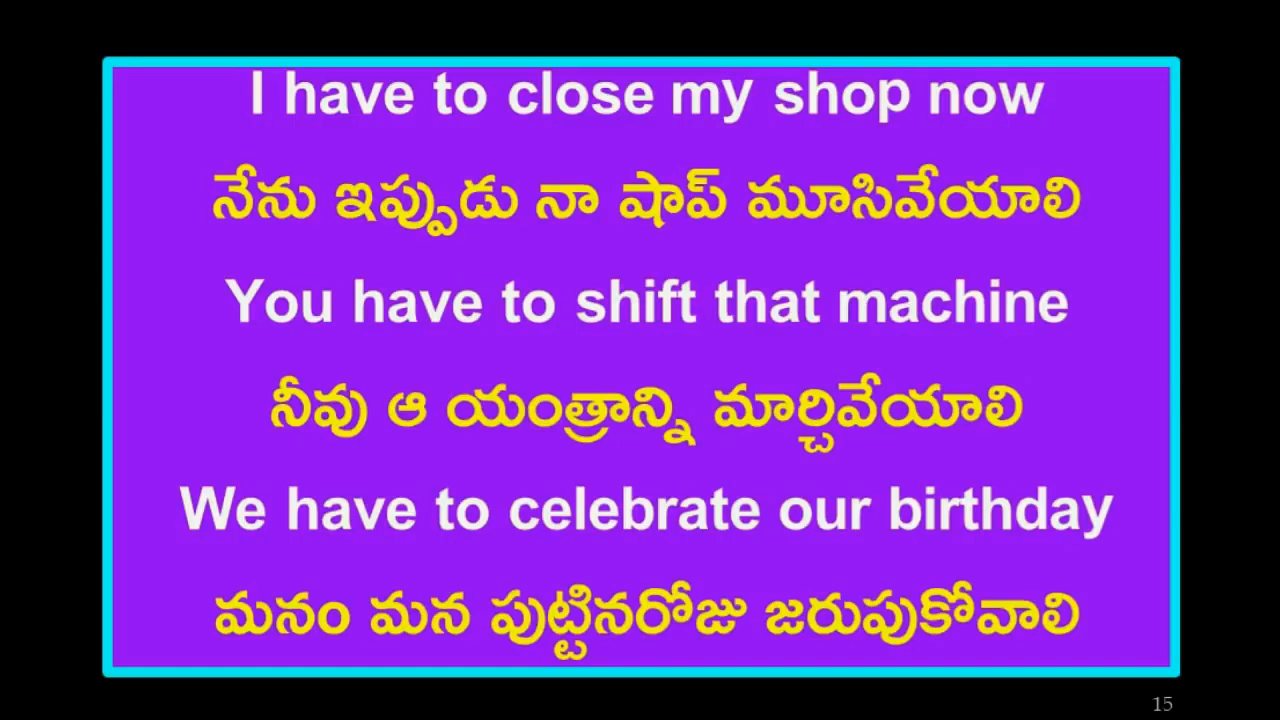 I have to close my shop now
నేను ఇప్పుడు నా షాప్ మూసివేయాలి
You have to shift that machine
నీవు ఆ యంత్రాన్ని మార్చివేయాలి
We have to celebrate our birthday
మనం మన పుట్టినరోజు జరుపుకోవాలి
15